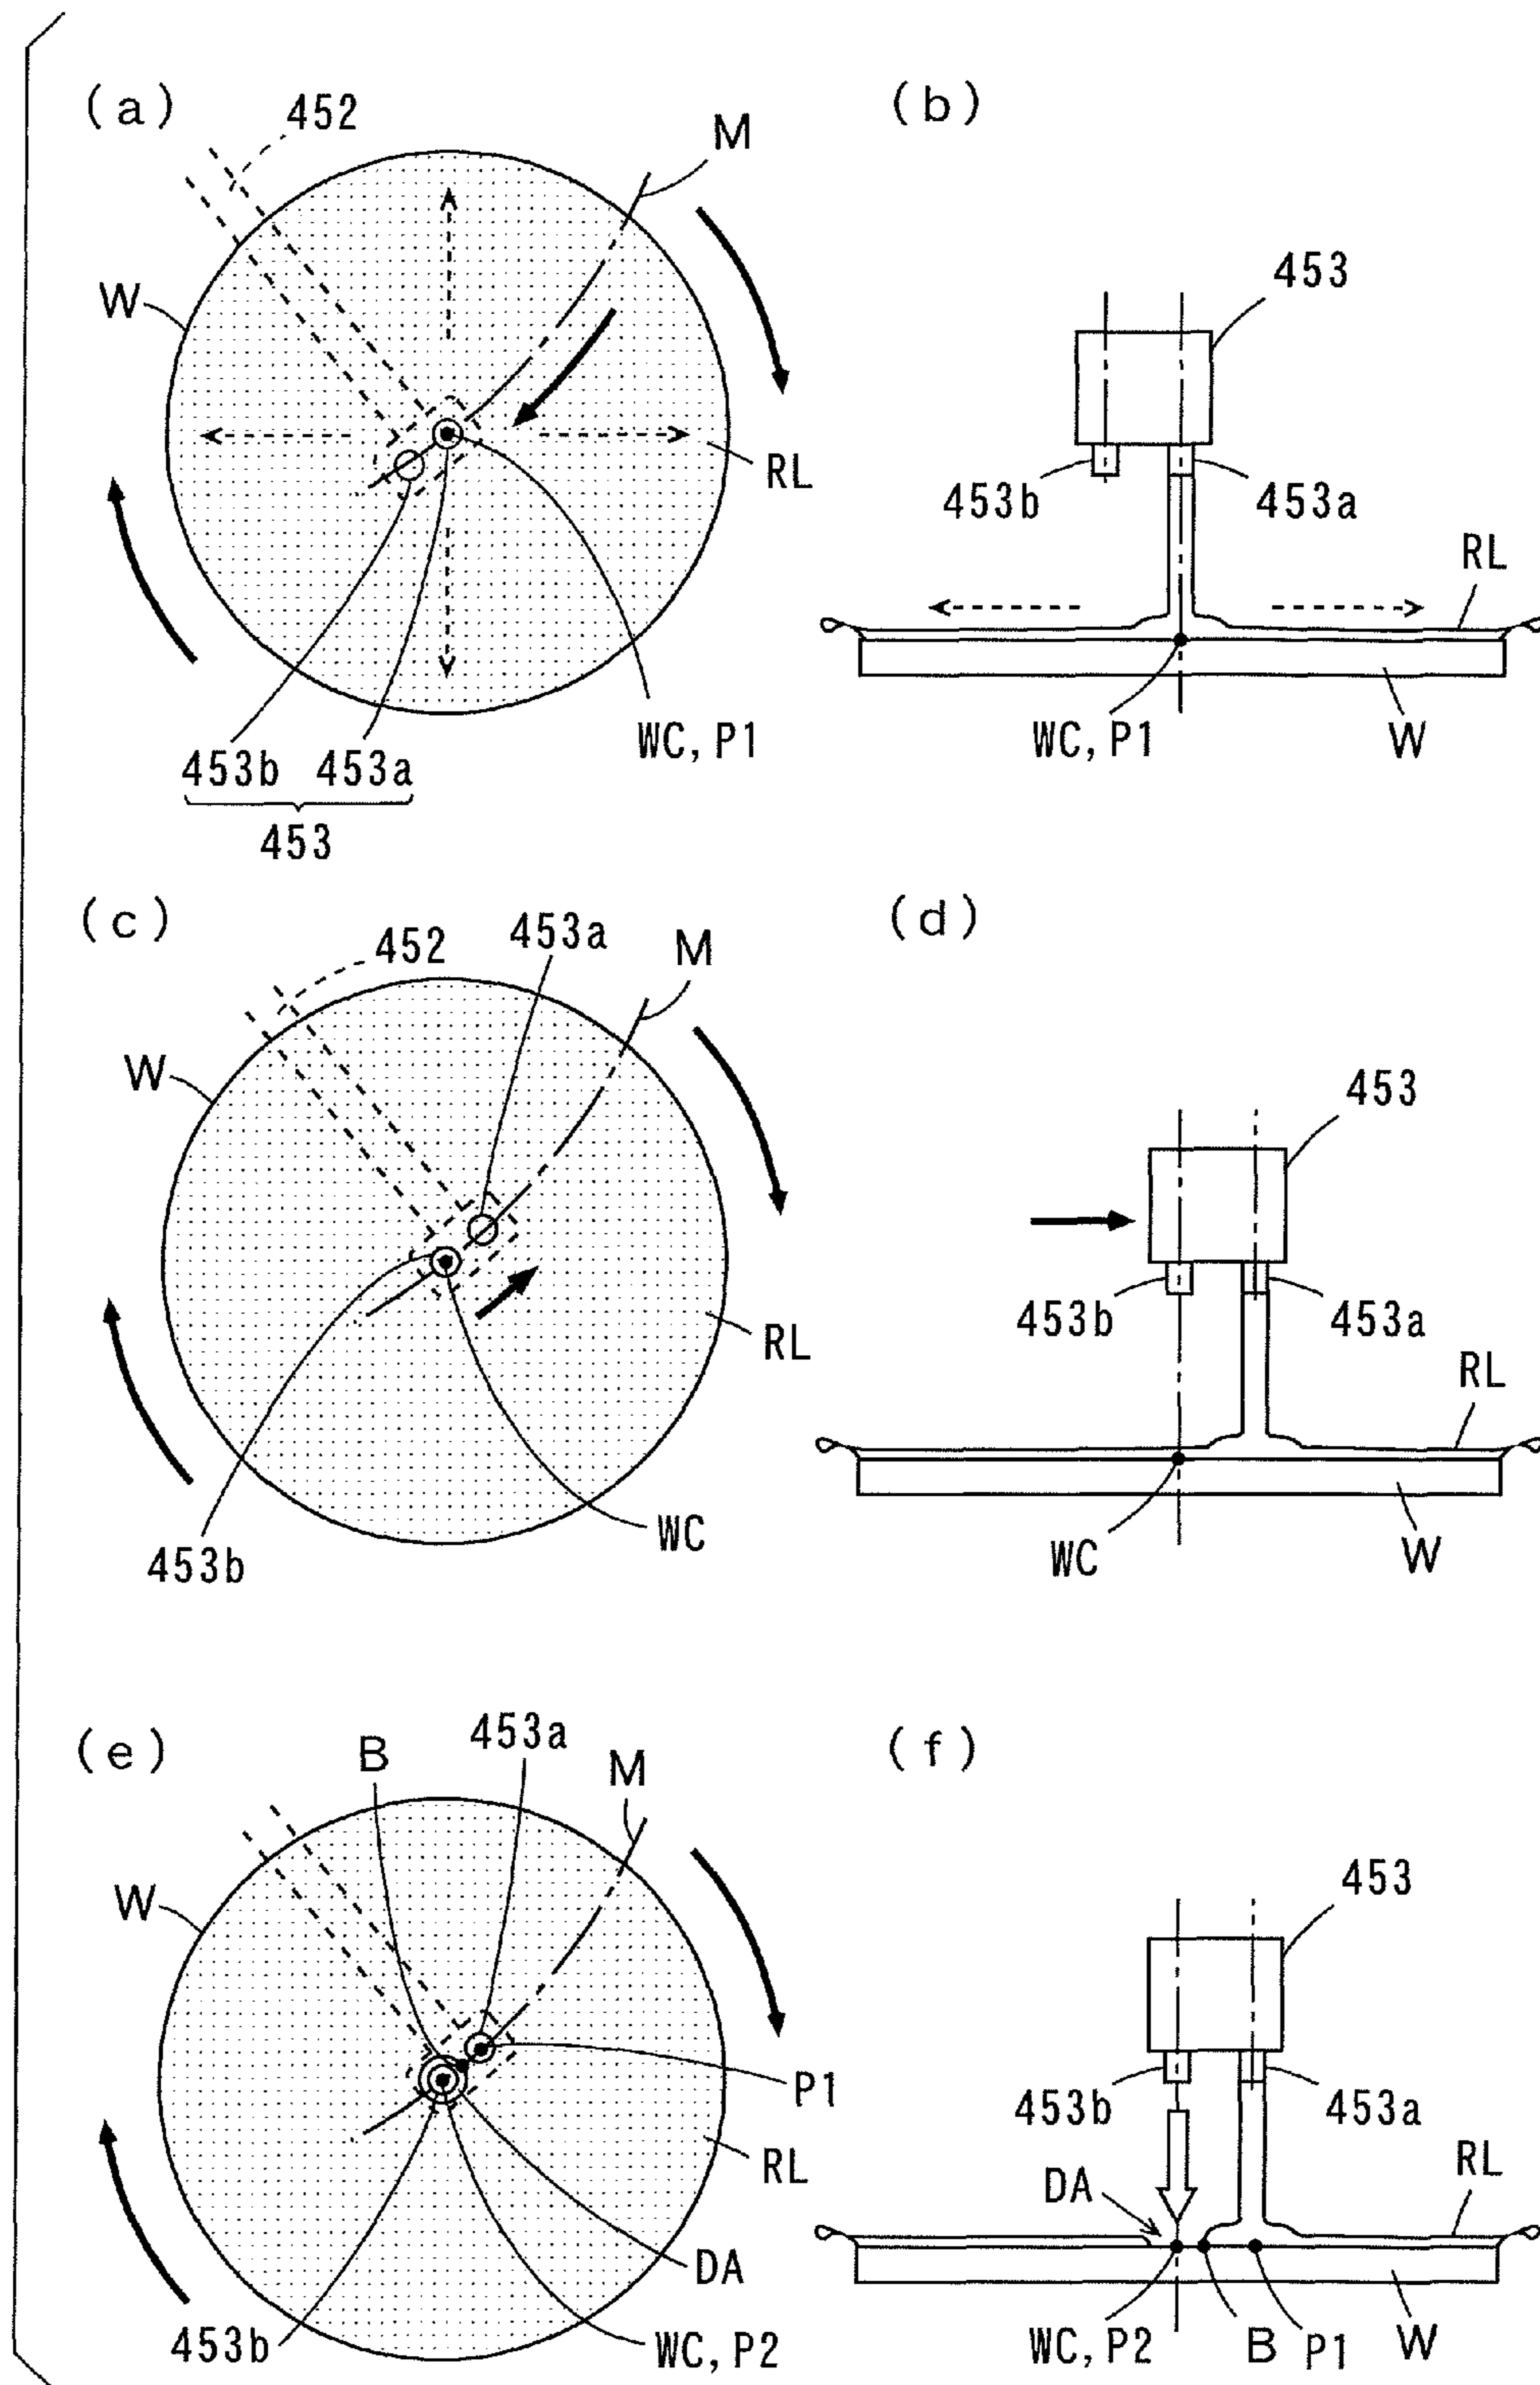 (a)
452
M
W
RL
WC, P1
453b 453a
453
(b)
453
453b
453a
RL
WC, P1
W
(c)
452
453a
M
W
RL
WC
453b
(d)
453
453b
453a
RL
WC
W
(e)
B
453a
M
W
P1
RL
DA
453b
WC, P2
(f)
453
453b
453a
DA
RL
WC, P2
B
P1
W